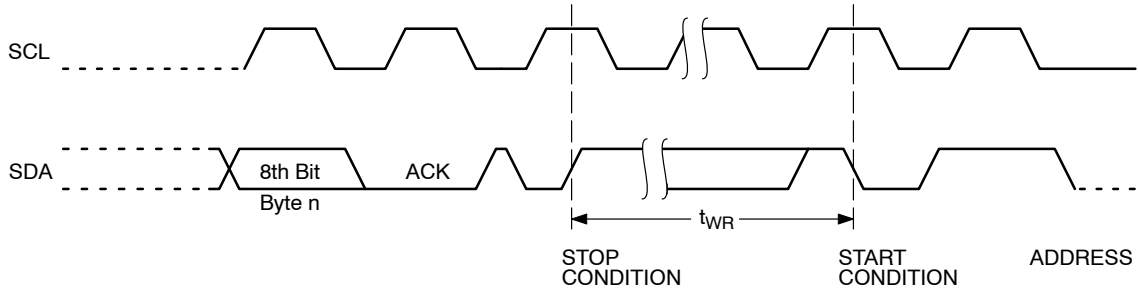 SCL
SDA
8th Bit
Byte n
ACK
tWR
STOP
CONDITION
START
CONDITION
ADDRESS